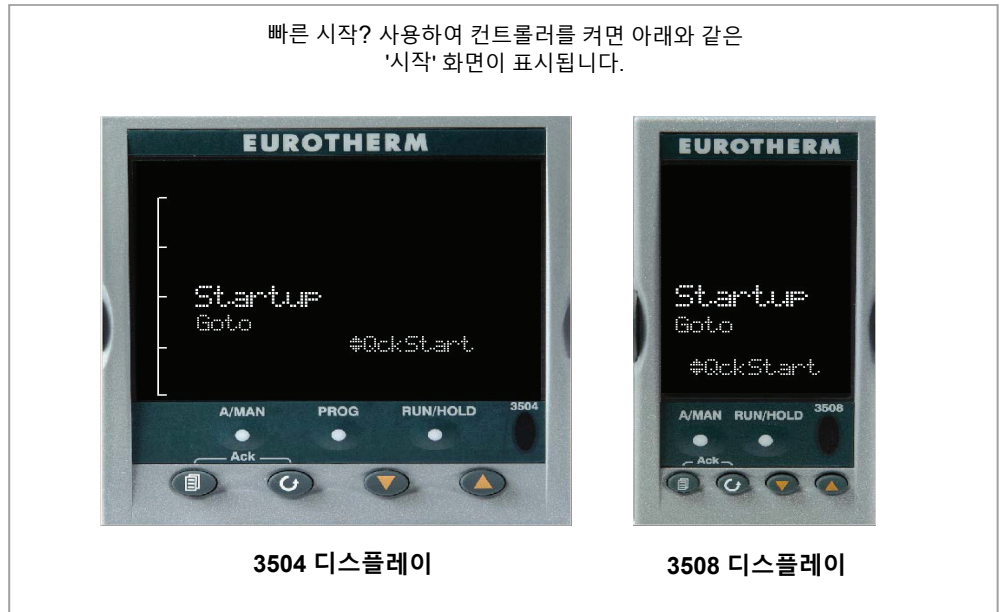 빠른 시작? 사용하여 컨트롤러를 켜면 아래와 같은
'시작' 화면이 표시됩니다.
EUROTHERM
Startup
Goto
≑QckStart
A/MAN PROG RUN/HOLD 3504
Ack
3504 디스플레이
EUROTHERM
Startup
Goto
≑QckStart
A/MAN RUN/HOLD 3508
Ack
3508 디스플레이